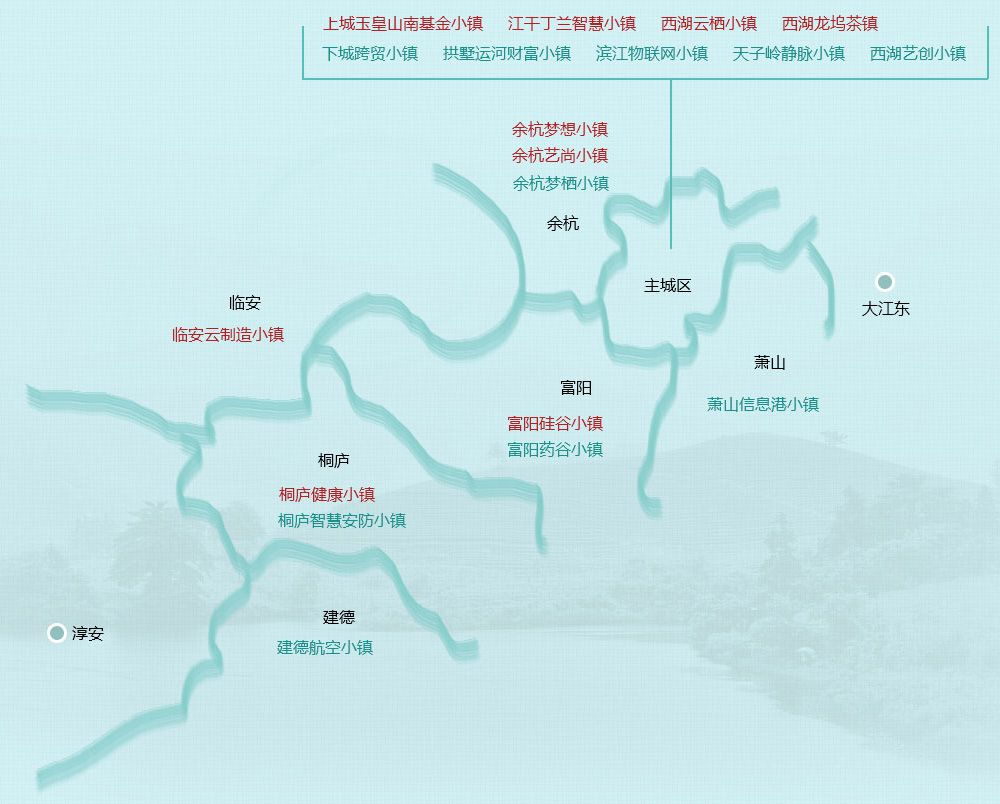 上城玉皇山南基金小镇 江干丁兰智慧小镇 西湖云栖小镇 西湖龙坞茶镇
下城跨贸小镇 拱墅运河财富小镇 滨江物联网小镇 天子岭静脉小镇 西湖艺创小镇
余杭梦想小镇
余杭艺尚小镇
余杭梦栖小镇
余杭
主城区
大江东
临安
临安云制造小镇
萧山
萧山信息港小镇
富阳
富阳硅谷小镇
富阳药谷小镇
桐庐
桐庐健康小镇
桐庐智慧安防小镇
建德
建德航空小镇
淳安